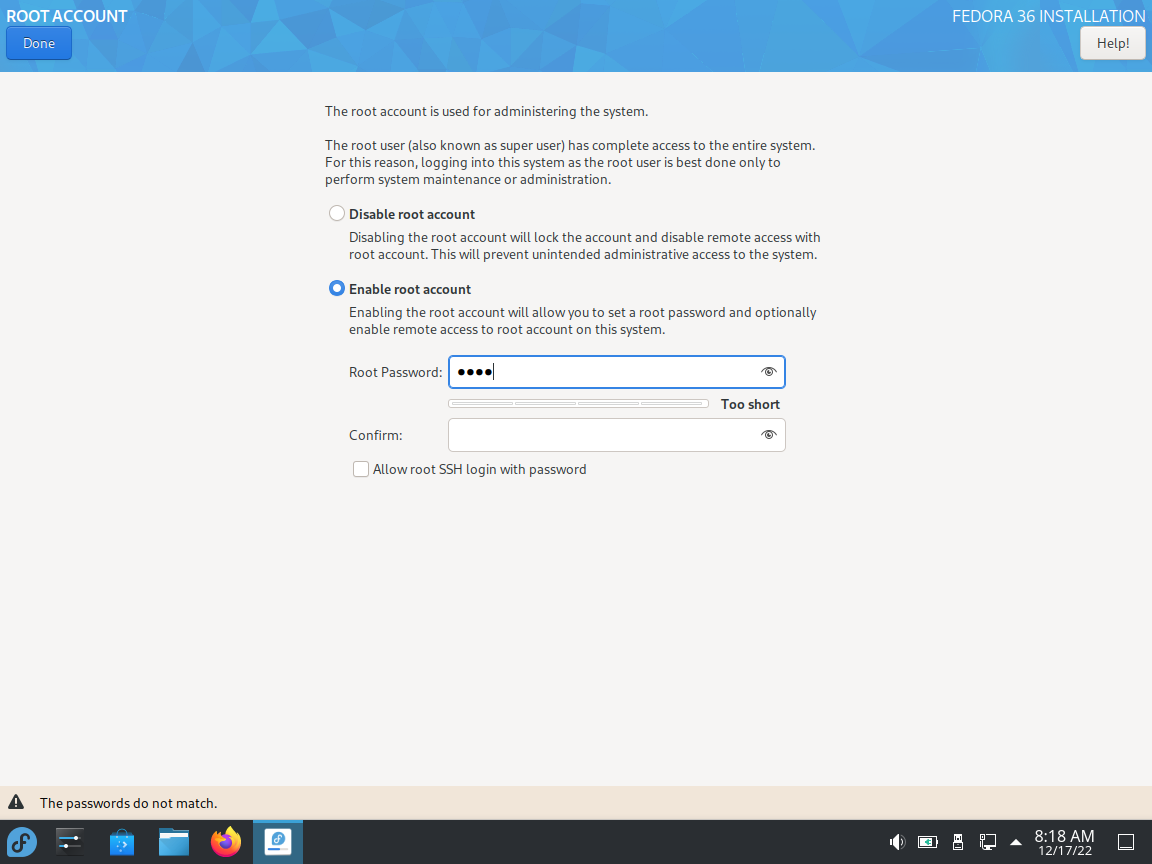 ROOT ACCOUNT
FEDORA 36 INSTALLATION
Done
Help!
The root account is used for administering the system.
The root user (also known as super user) has complete access to the entire system.
For this reason, logging into this system as the root user is best done only to
perform system maintenance or administration.
Disable root account
Disabling the root account will lock the account and disable remote access with
root account. This will prevent unintended administrative access to the system.
Enable root account
Enabling the root account will allow you to set a root password and optionally
enable remote access to root account on this system.
Root Password: ●●●●
Too short
Confirm:
Allow root SSH login with password
The passwords do not match.
8:18 AM
12/17/22